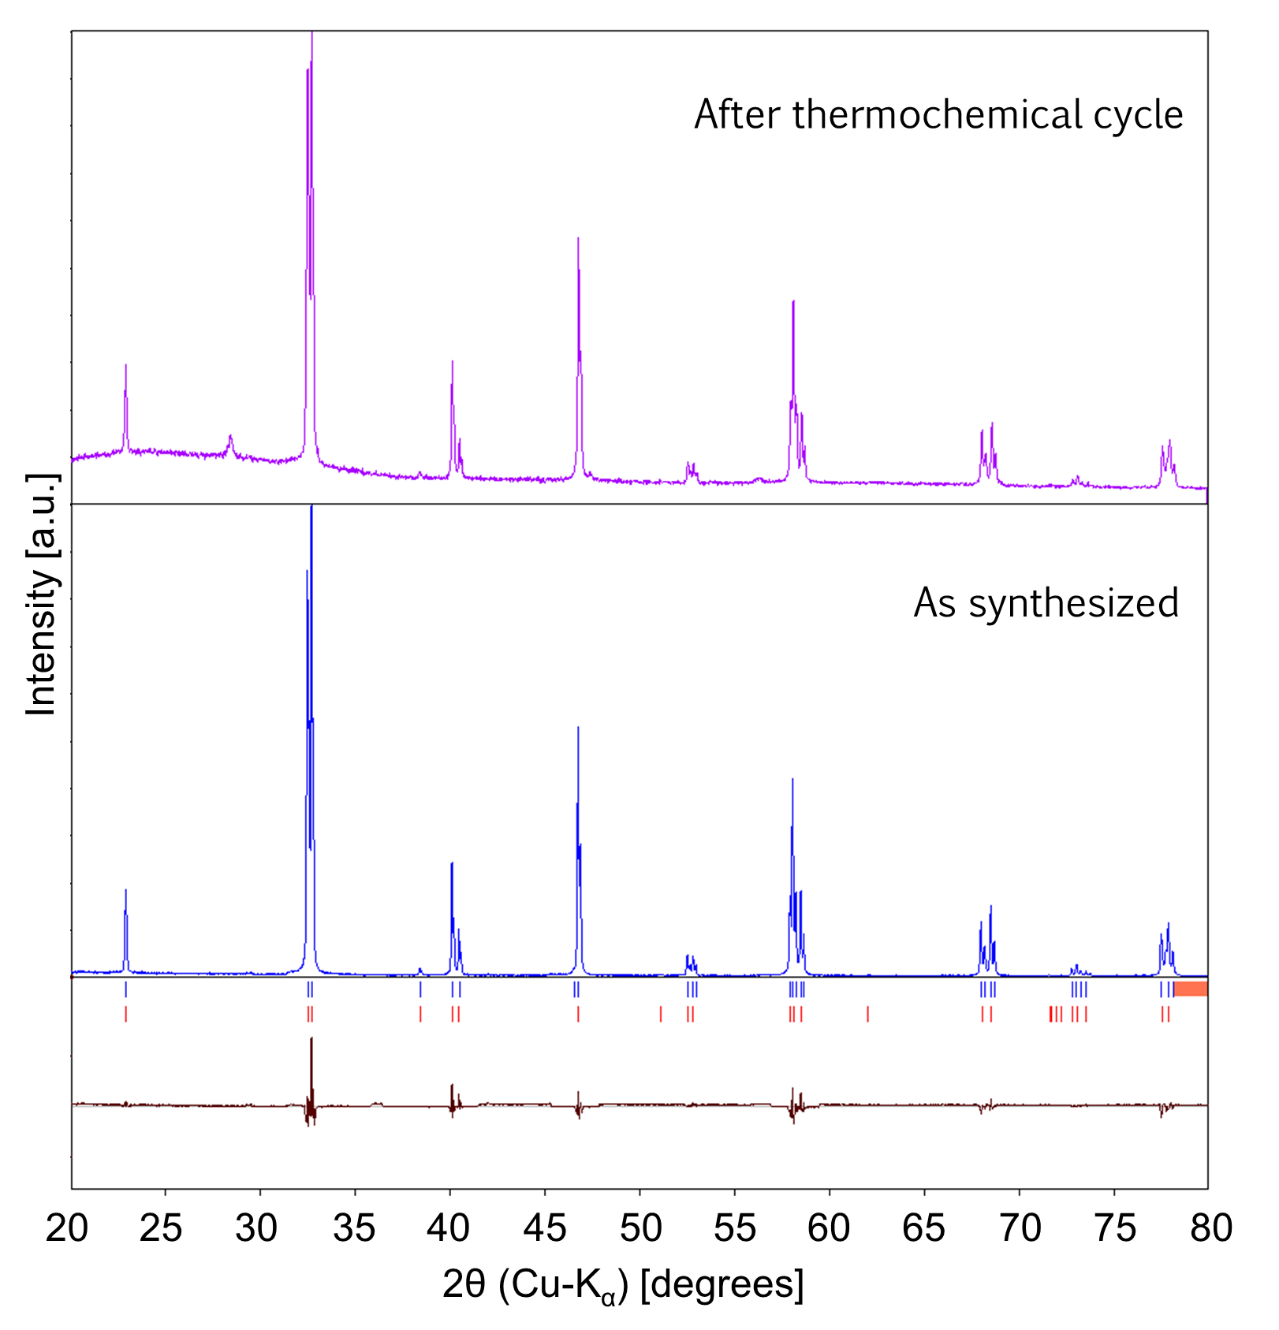 After thermochemical cycle
As synthesized
Intensity [a.u.]
20 25 30 35 40 45 50 55 60 65 70 75 80
2θ (Cu-Kα) [degrees]